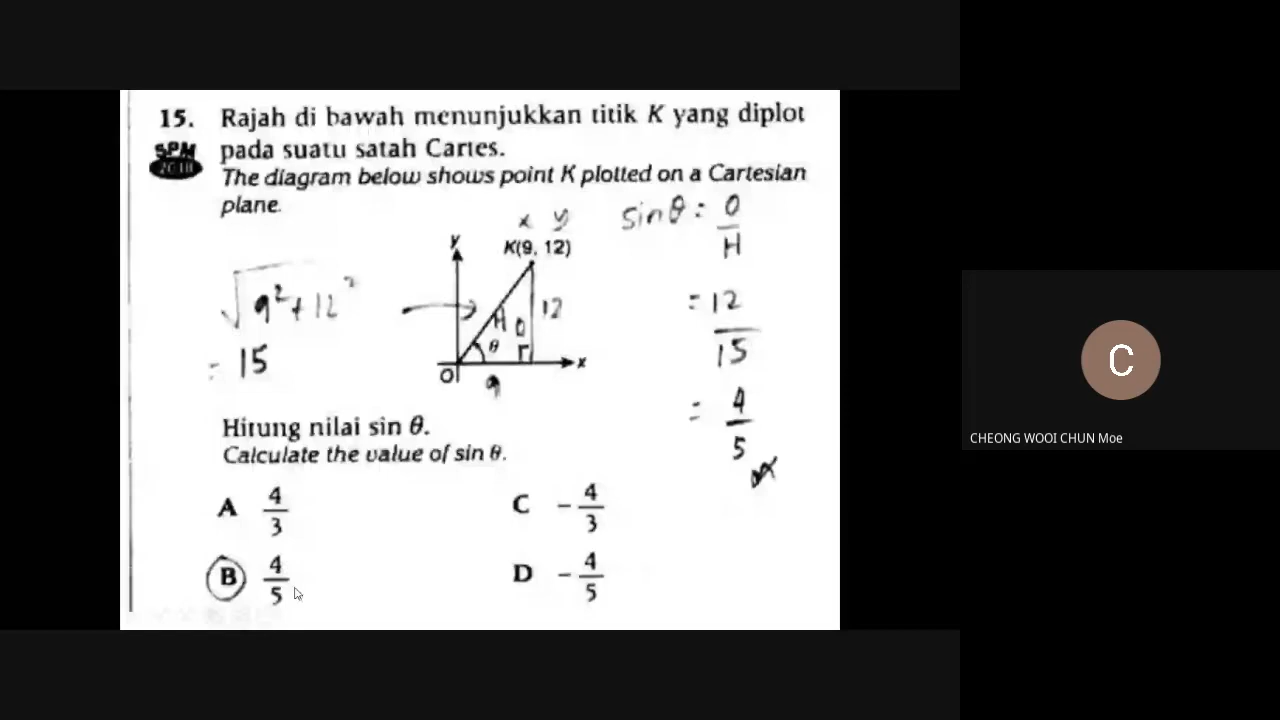 15. Rajah di bawah menunjukkan titik K yang diplot
SPM
pada suatu satah Cartes.
The diagram below shows point K plotted on a Cartesian
plane.
x y
sin θ = O/H
y
K(9, 12)
√(9² + 12²)
= 15
12
H
O
θ
x
O
9
= 12/15
= 4/5
Hitung nilai sin θ.
Calculate the value of sin θ.
A 4/3
C - 4/3
B 4/5
D - 4/5
C
CHEONG WOOI CHUN Moe